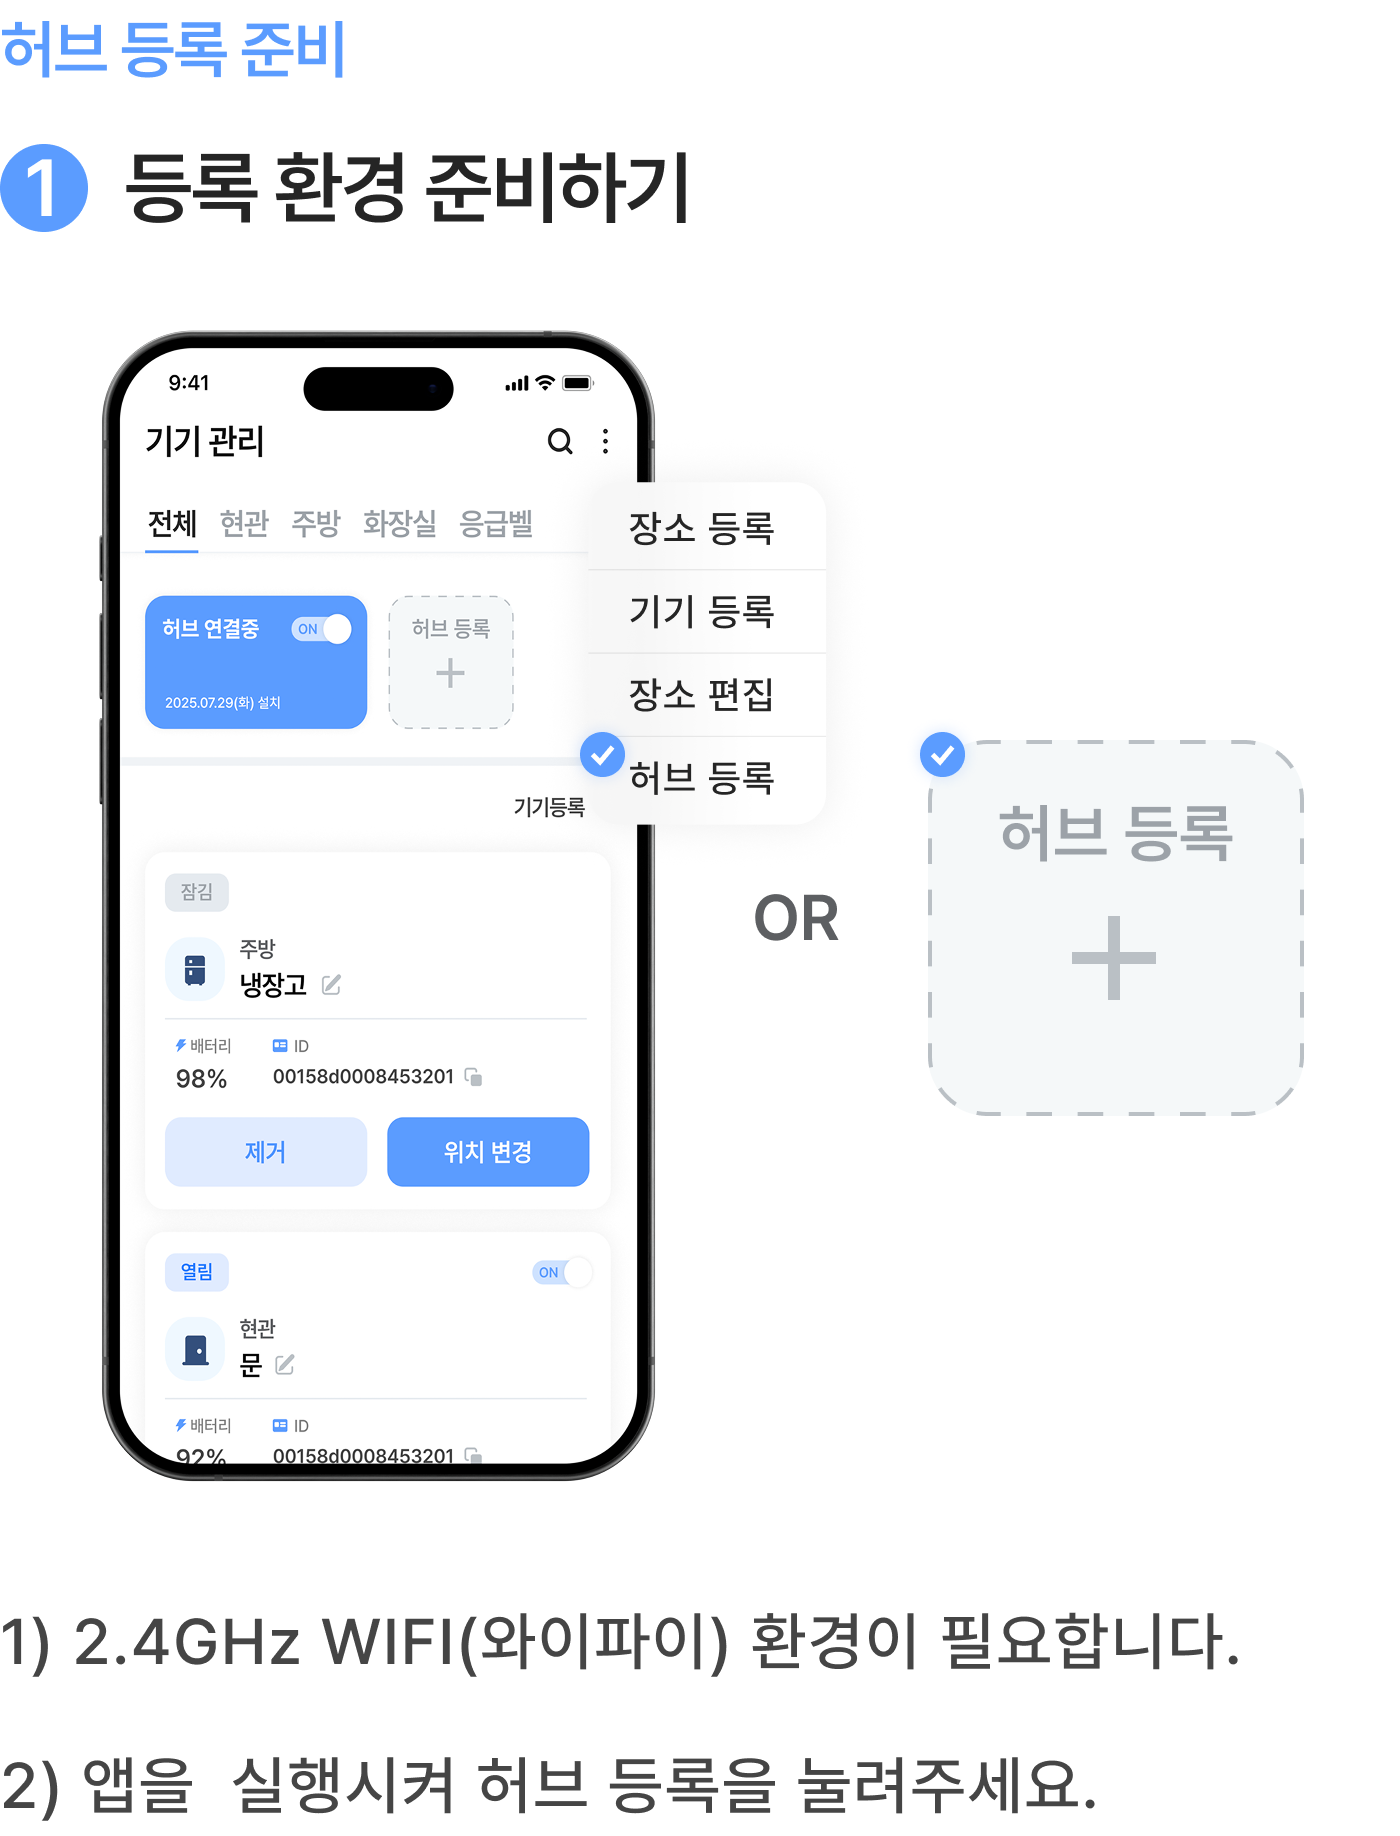 허브 등록 준비
1 등록 환경 준비하기
9:41
기기 관리
전체 현관 주방 화장실 응급벨
장소 등록
기기 등록
장소 편집
허브 등록
허브 연결중 ON
2025.07.29(화) 설치
허브 등록
기기등록
잠김
주방
냉장고
배터리 ID
98% 00158d0008453201
제거 위치 변경
열림 ON
현관
문
배터리 ID
92% 00158d0008453201
OR
허브 등록
1) 2.4GHz WIFI(와이파이) 환경이 필요합니다.
2) 앱을 실행시켜 허브 등록을 눌려주세요.